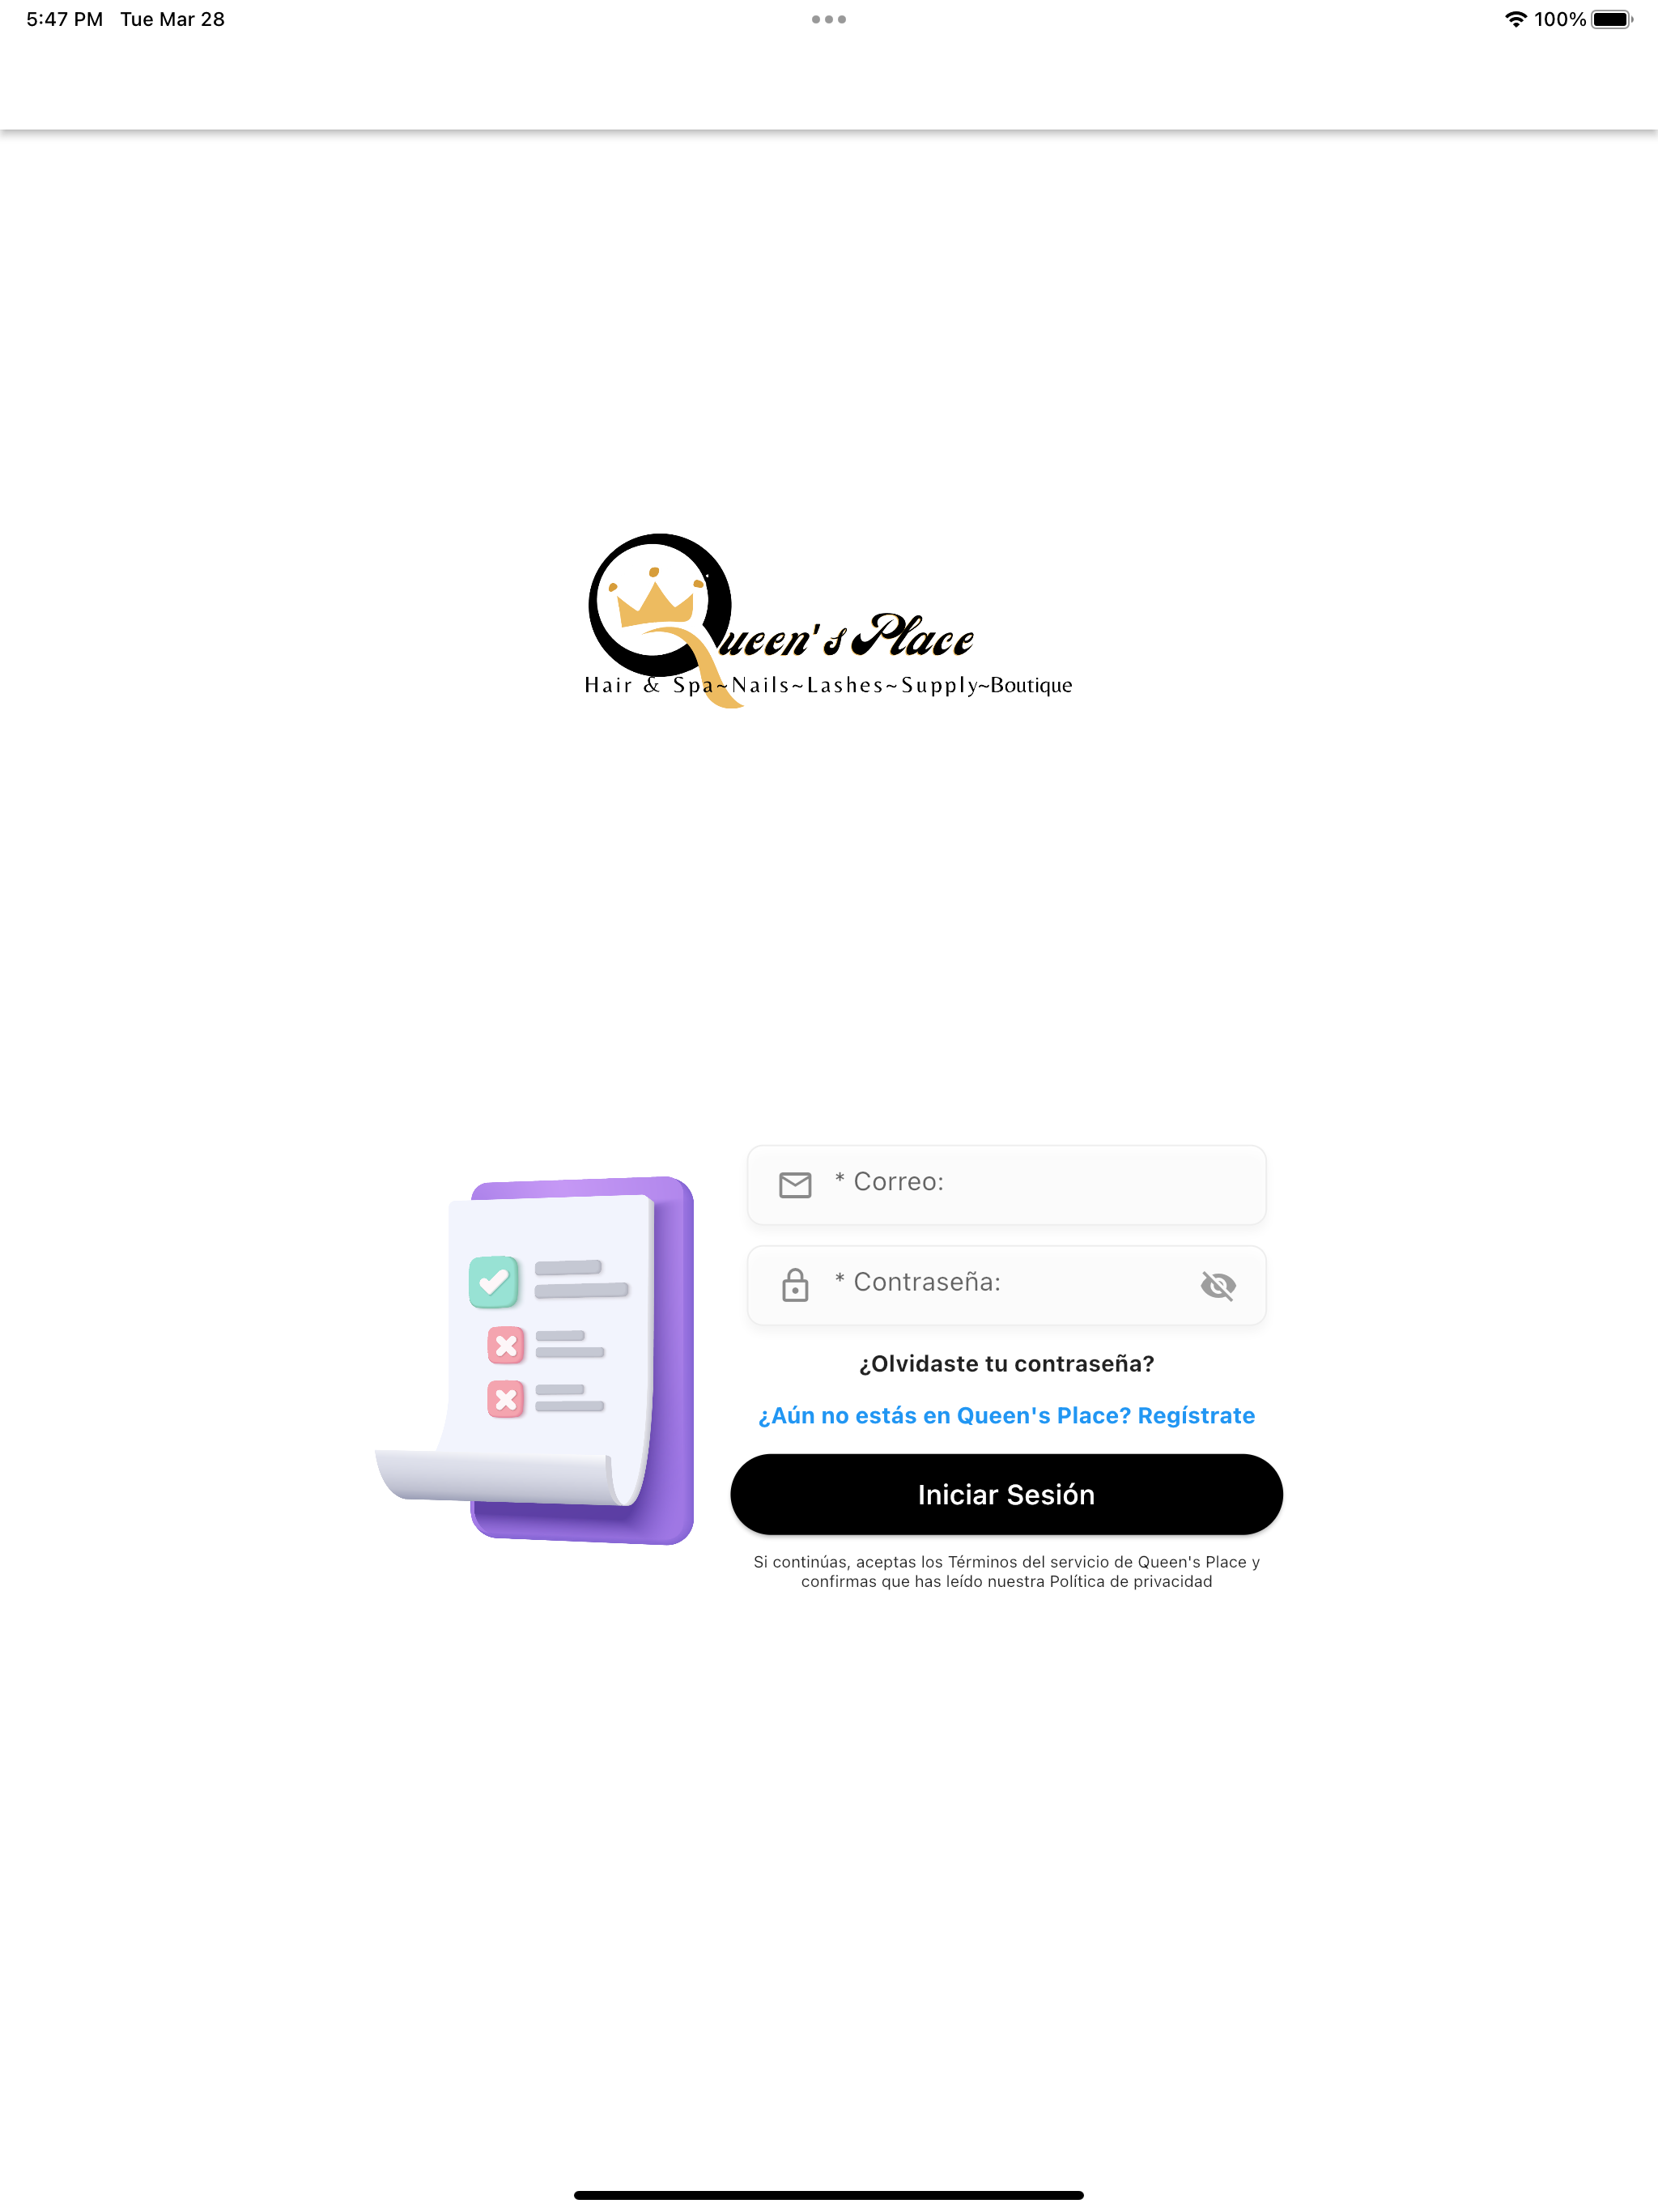 5:47 PM Tue Mar 28
100%
Queen's Place
Hair & Spa~Nails~Lashes~Supply~Boutique
* Correo:
* Contraseña:
¿Olvidaste tu contraseña?
¿Aún no estás en Queen's Place? Regístrate
Iniciar Sesión
Si continúas, aceptas los Términos del servicio de Queen's Place y
confirmas que has leído nuestra Política de privacidad